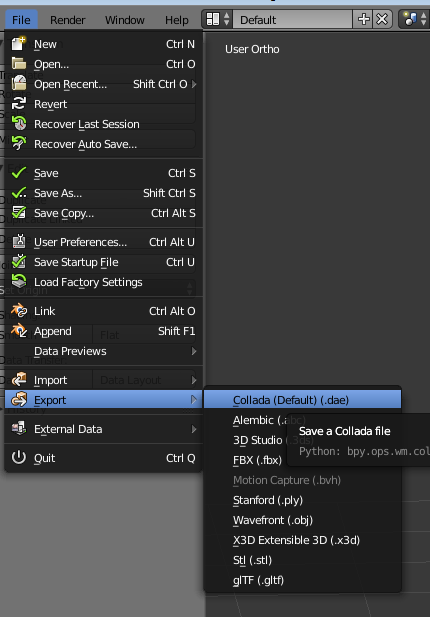 File Render Window Help Default
User Ortho
New Ctrl N
Open... Ctrl O
Open Recent... Shift Ctrl O
Revert
Recover Last Session
Recover Auto Save...
Save Ctrl S
Save As... Shift Ctrl S
Save Copy... Ctrl Alt S
User Preferences... Ctrl Alt U
Save Startup File Ctrl U
Load Factory Settings
Link Ctrl Alt O
Append Shift F1
Data Previews
Import
Data Layout
Export
External Data
Quit Ctrl Q
Collada (Default) (.dae)
Alembic (.abc)
3D Studio (.3ds)
FBX (.fbx)
Motion Capture (.bvh)
Stanford (.ply)
Wavefront (.obj)
X3D Extensible 3D (.x3d)
Stl (.stl)
glTF (.gltf)
Save a Collada file
Python: bpy.ops.wm.col